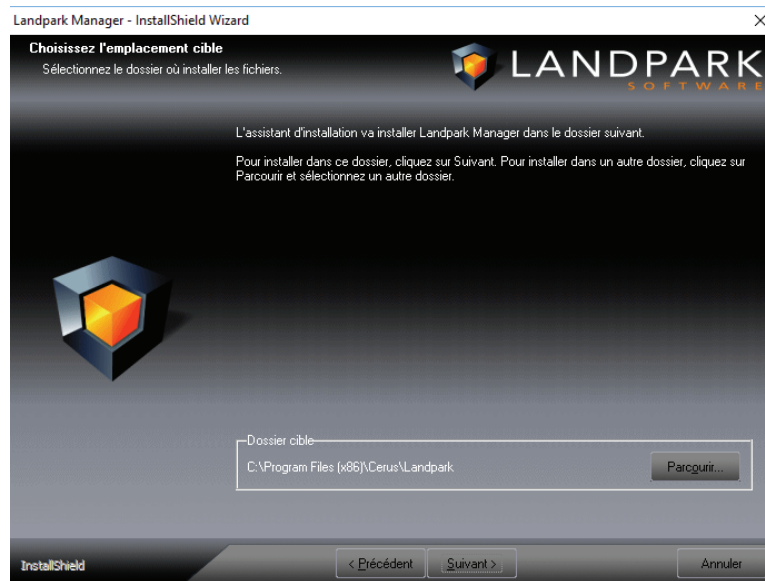 Landpark Manager - InstallShield Wizard
Choisissez l'emplacement cible
Sélectionnez le dossier où installer les fichiers.
LANDPARK
SOFTWARE
L'assistant d'installation va installer Landpark Manager dans le dossier suivant.
Pour installer dans ce dossier, cliquez sur Suivant. Pour installer dans un autre dossier, cliquez sur
Parcourir et sélectionnez un autre dossier.
Dossier cible
C:\Program Files (x86)\Cerus\Landpark
Parcourir...
InstallShield
< Précédent
Suivant >
Annuler